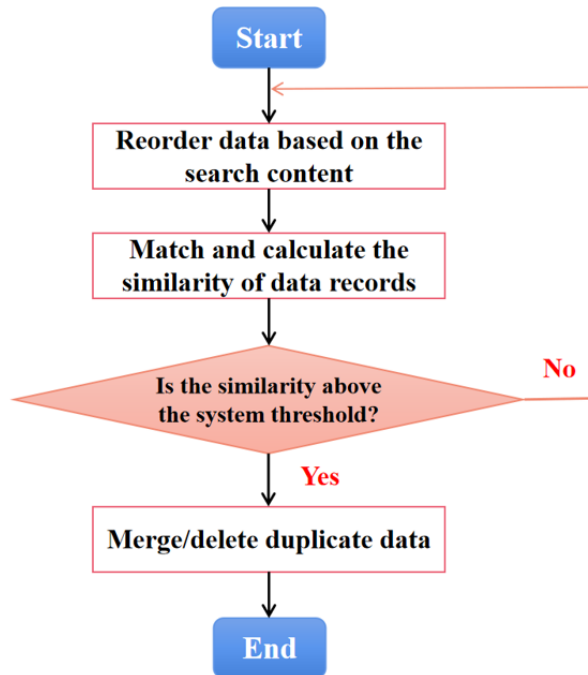 Start
Reorder data based on the
search content
Match and calculate the
similarity of data records
Is the similarity above
the system threshold?
No
Yes
Merge/delete duplicate data
End